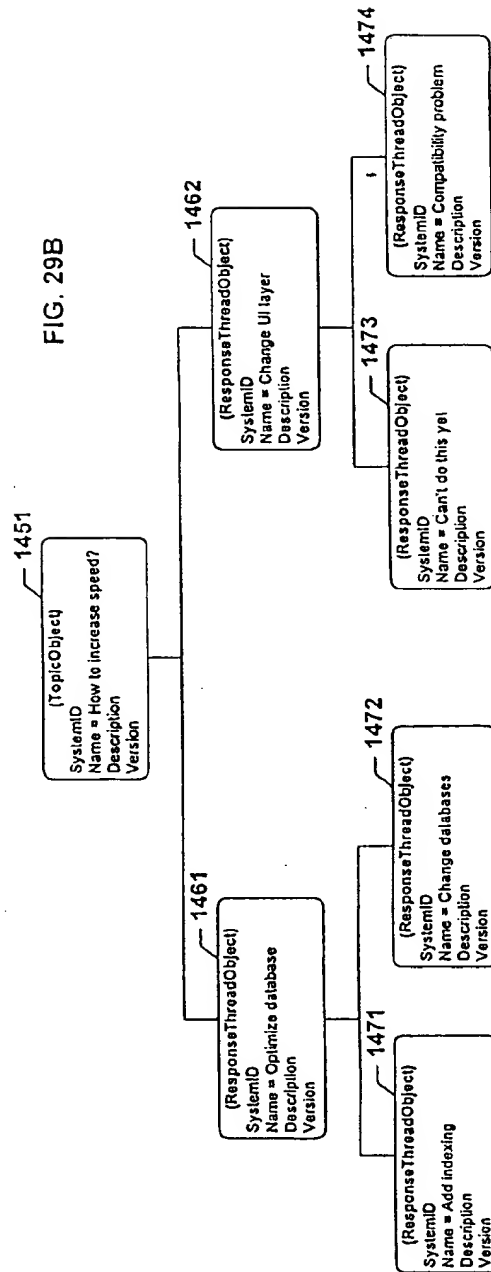 FIG. 29B
1451
(TopicObject)
SystemID
Name = How to increase speed?
Description
Version
1461
(ResponseThreadObject)
SystemID
Name = Optimize database
Description
Version
1462
(ResponseThreadObject)
SystemID
Name = Change UI layer
Description
Version
1471
(ResponseThreadObject)
SystemID
Name = Add indexing
Description
Version
1472
(ResponseThreadObject)
SystemID
Name = Change databases
Description
Version
1473
(ResponseThreadObject)
SystemID
Name = Can't do this yet
Description
Version
1474
(ResponseThreadObject)
SystemID
Name = Compatibility problem
Description
Version